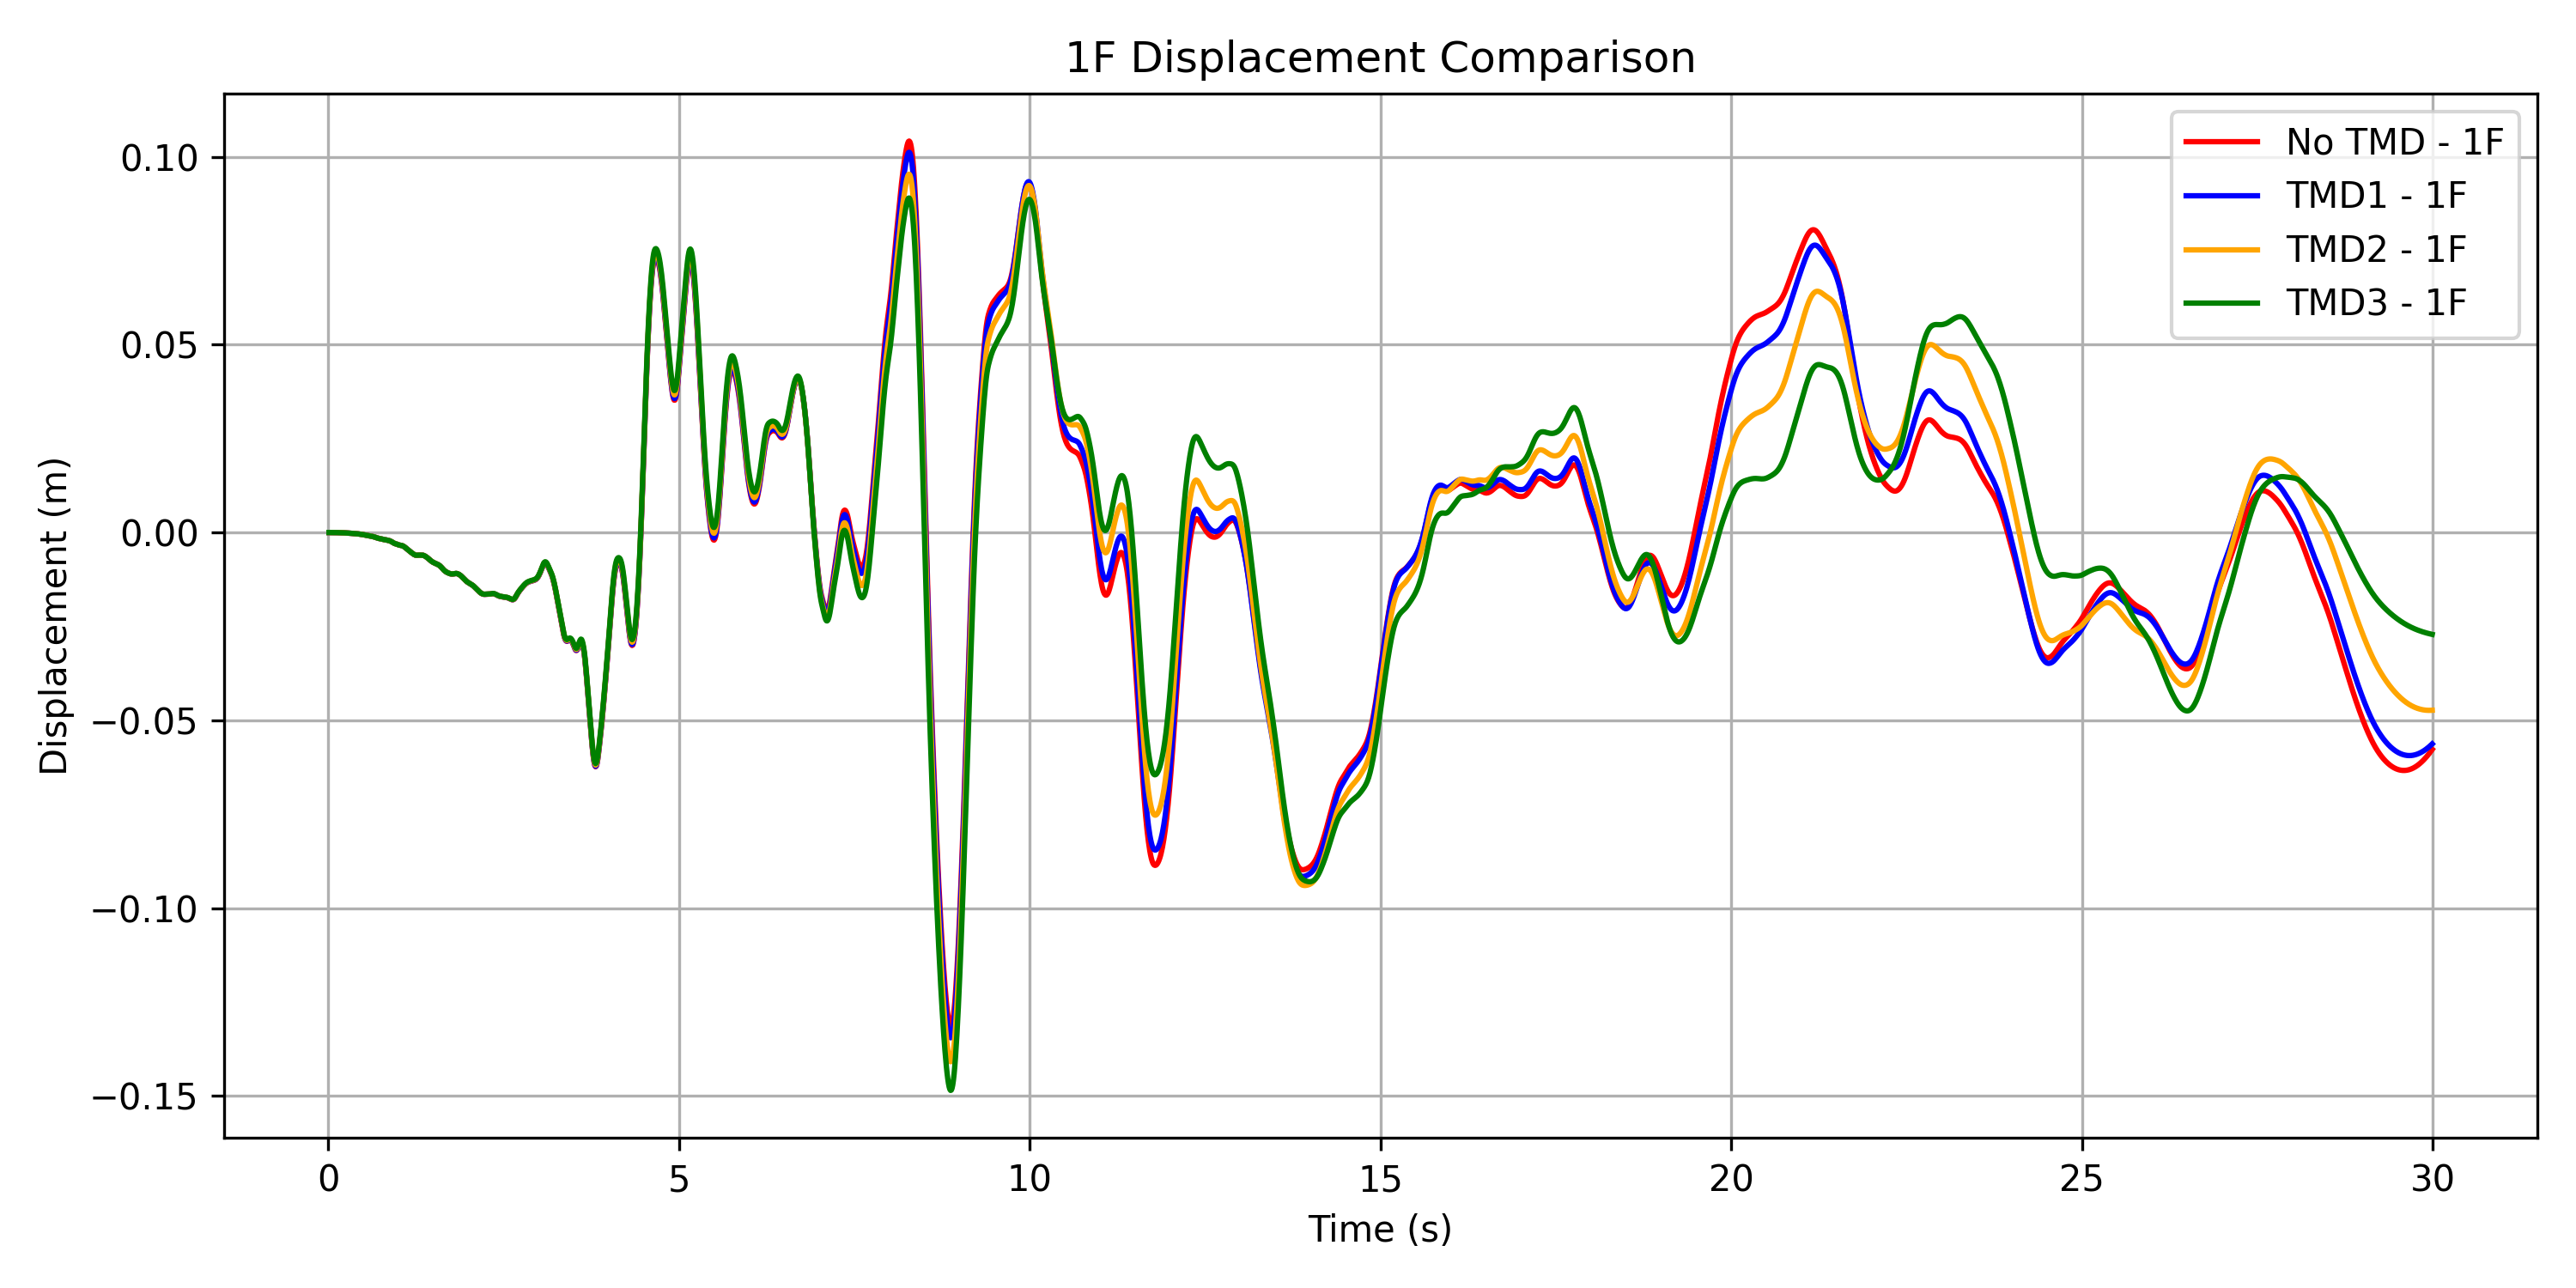 1F Displacement Comparison
No TMD - 1F
TMD1 - 1F
TMD2 - 1F
TMD3 - 1F
Displacement (m)
0.10
0.05
0.00
−0.05
−0.10
−0.15
0 5 10 15 20 25 30
Time (s)